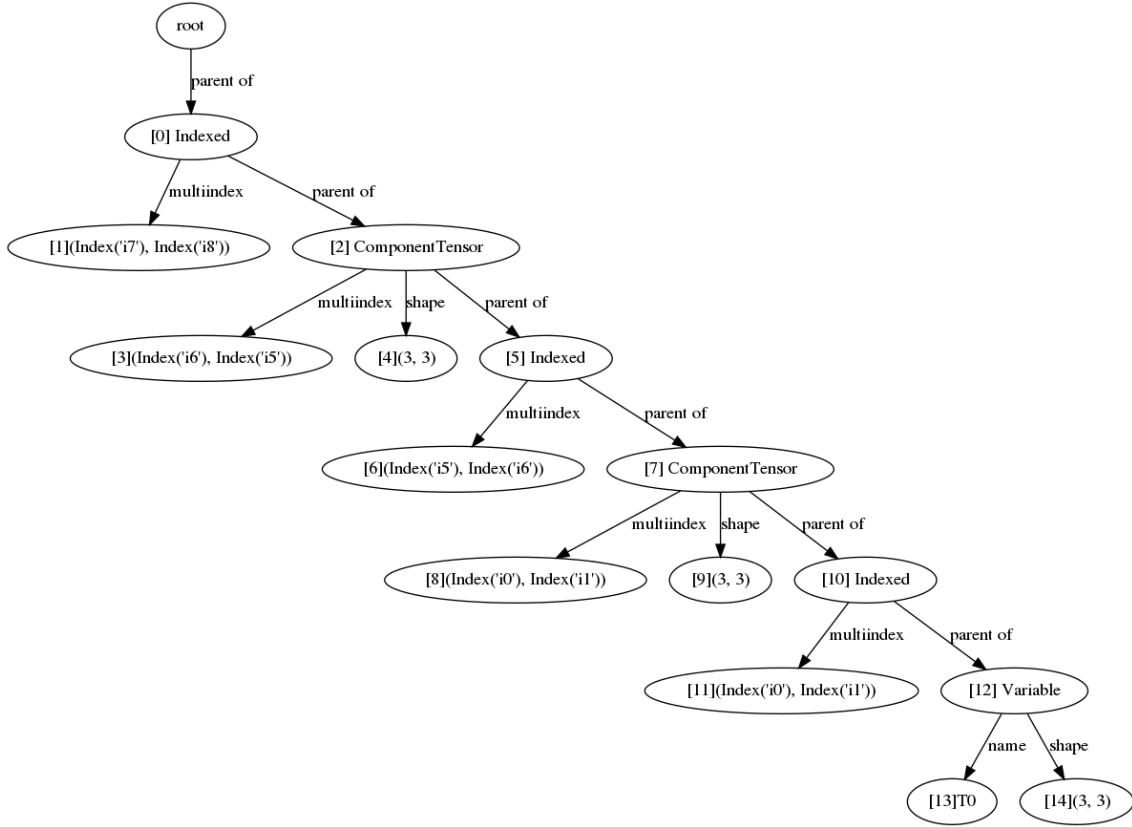 root
parent of
[0] Indexed
multiindex
parent of
[1](Index('i7'), Index('i8'))
[2] ComponentTensor
multiindex
shape
parent of
[3](Index('i6'), Index('i5'))
[4](3, 3)
[5] Indexed
multiindex
parent of
[6](Index('i5'), Index('i6'))
[7] ComponentTensor
multiindex
shape
parent of
[8](Index('i0'), Index('i1'))
[9](3, 3)
[10] Indexed
multiindex
parent of
[11](Index('i0'), Index('i1'))
[12] Variable
name
shape
[13]T0
[14](3, 3)